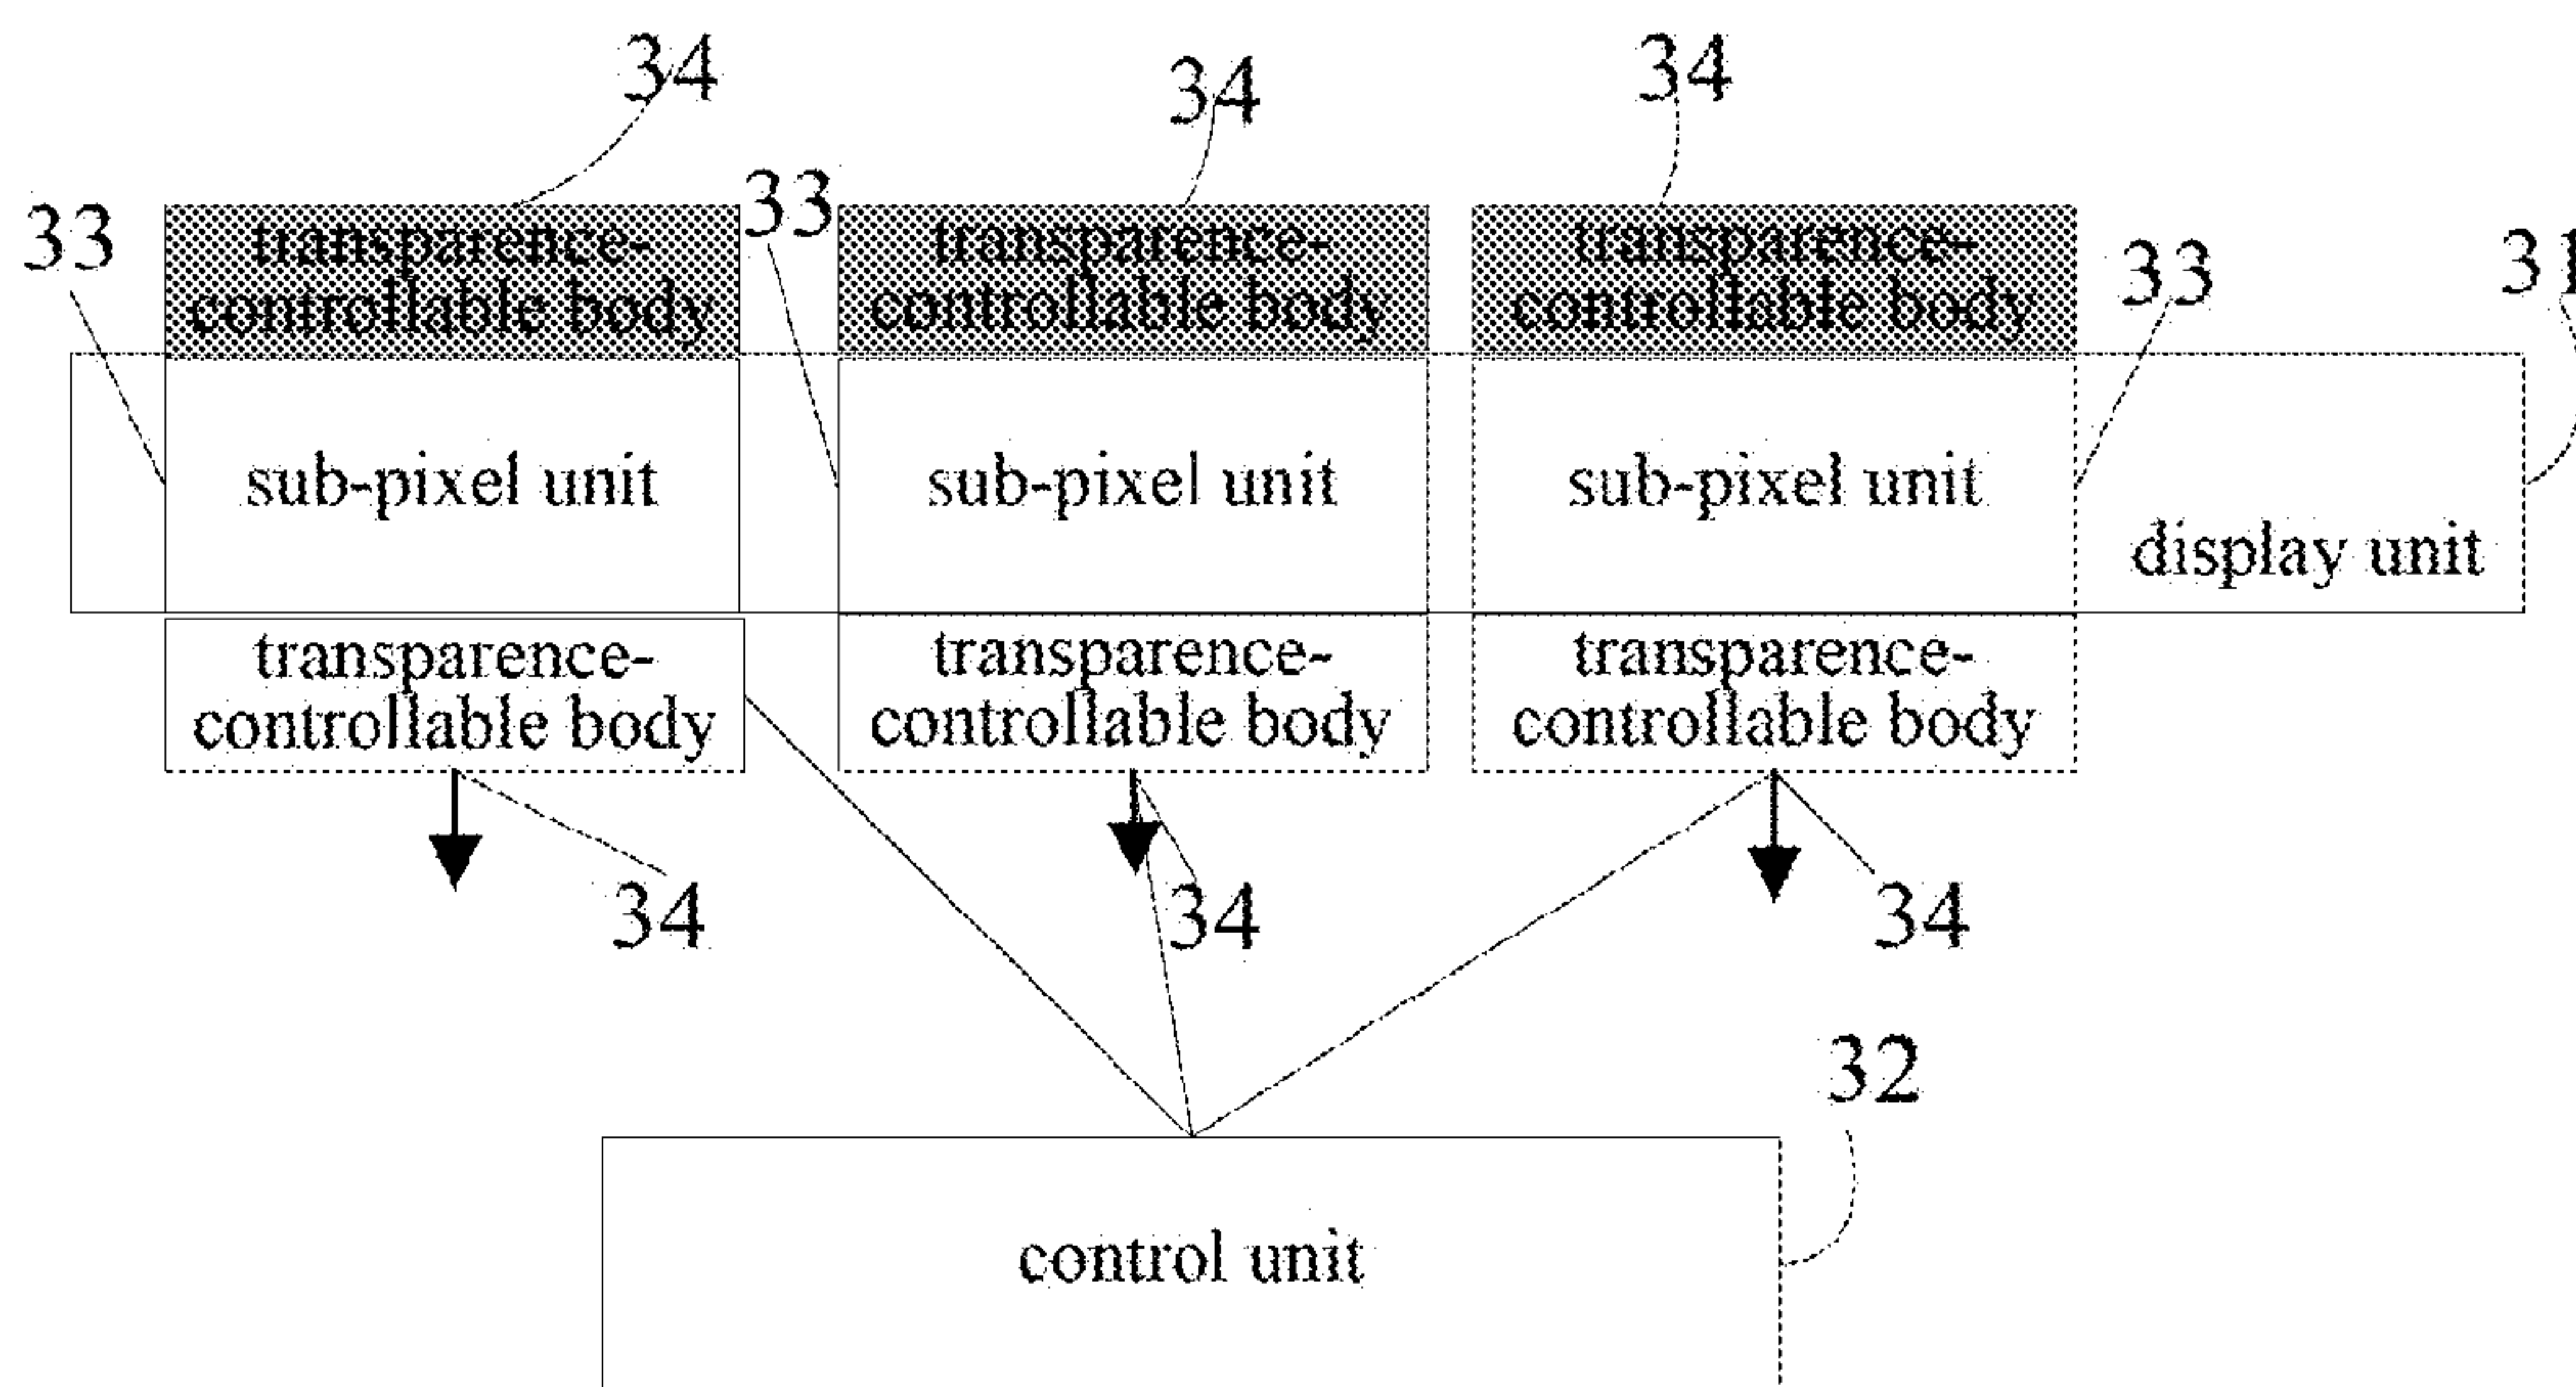 34
34
34
33
33
transparence-
controllable body
transparence-
controllable body
transparence-
controllable body
33
31
sub-pixel unit
sub-pixel unit
sub-pixel unit
display unit
transparence-
controllable body
transparence-
controllable body
transparence-
controllable body
34
34
34
32
control unit